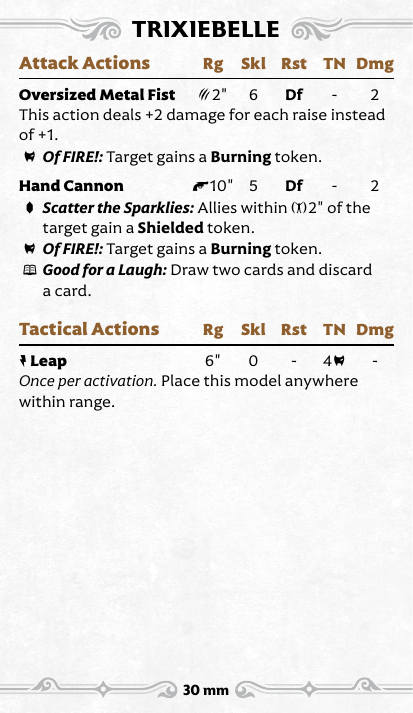 TRIXIEBELLE
Attack Actions Rg Skl Rst TN Dmg
Oversized Metal Fist 2" 6 Df - 2
This action deals +2 damage for each raise instead
of +1.
Of FIRE!: Target gains a Burning token.
Hand Cannon 10" 5 Df - 2
Scatter the Sparklies: Allies within 2" of the
target gain a Shielded token.
Of FIRE!: Target gains a Burning token.
Good for a Laugh: Draw two cards and discard
a card.
Tactical Actions Rg Skl Rst TN Dmg
Leap 6" 0 - 4 -
Once per activation. Place this model anywhere
within range.
30 mm